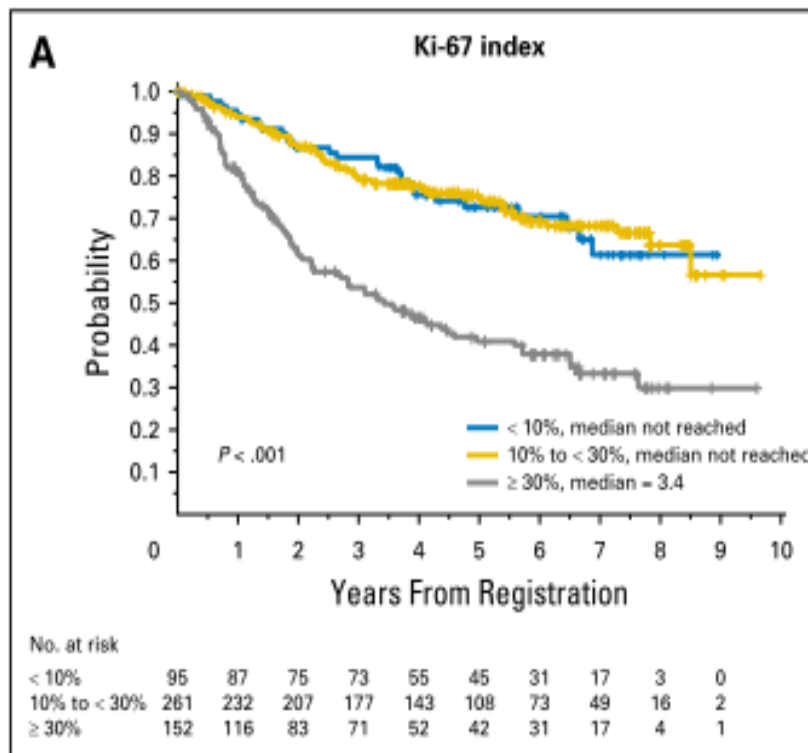 A
Ki-67 index
1.0
0.9
0.8
0.7
0.6
0.5
0.4
0.3
0.2
0.1
Probability
P < .001
< 10%, median not reached
10% to < 30%, median not reached
≥ 30%, median = 3.4
0 1 2 3 4 5 6 7 8 9 10
Years From Registration
No. at risk
< 10% 95 87 75 73 55 45 31 17 3 0
10% to < 30% 261 232 207 177 143 108 73 49 16 2
≥ 30% 152 116 83 71 52 42 31 17 4 1